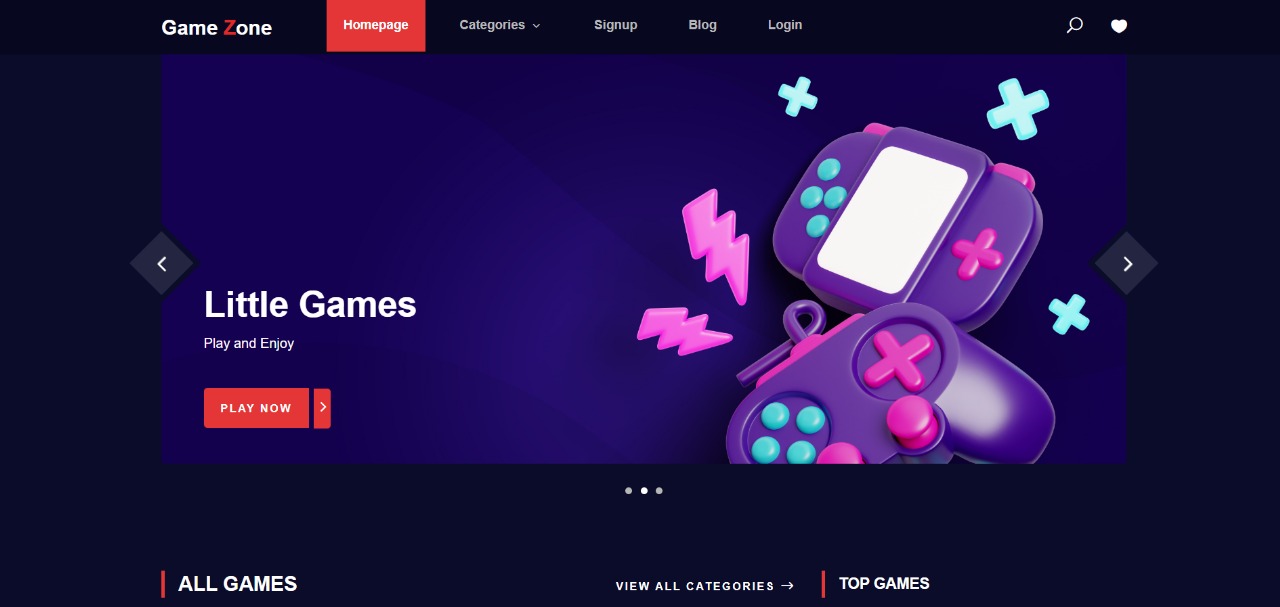 Game Zone
Homepage
Categories
Signup
Blog
Login
Little Games
Play and Enjoy
PLAY NOW
ALL GAMES
VIEW ALL CATEGORIES
TOP GAMES